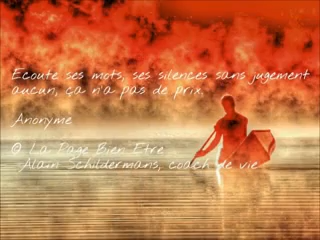 Ecoute ses mots, ses silences sans jugement
aucun, ça n'a pas de prix.
Anonyme
© La Page Bien Etre
Alain Schildermans, coach de vie